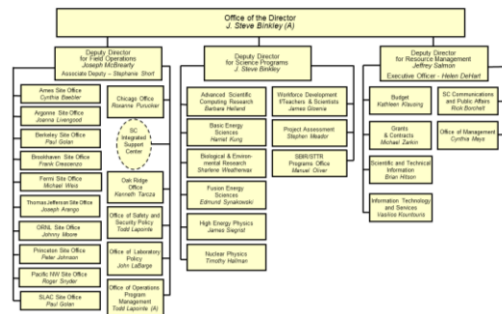 Office of the Director
J. Steve Binkley (A)
Deputy Director
for Field Operations
Joseph McBrearty
Associate Deputy – Stephanie Short
Deputy Director
for Science Programs
J. Steve Binkley
Deputy Director
for Resource Management
Jeffrey Salmon
Executive Officer - Helen DeHart
Ames Site Office
Cynthia Baebler
Argonne Site Office
Joanna Livengood
Berkeley Site Office
Paul Golan
Brookhaven Site Office
Frank Crescenzo
Fermi Site Office
Michael Weis
Thomas Jefferson Site Office
Joseph Arango
ORNL Site Office
Johnny Moore
Princeton Site Office
Peter Johnson
Pacific NW Site Office
Roger Snyder
SLAC Site Office
Paul Golan
Chicago Office
Roxanne Purucker
SC
Integrated
Support
Center
Oak Ridge
Office
Kenneth Tarcza
Office of Safety and
Security Policy
Todd Lapointe
Office of Laboratory
Policy
John LaBarge
Office of Operations
Program
Management
Todd Lapointe (A)
Advanced Scientific
Computing Research
Barbara Helland
Basic Energy
Sciences
Harriet Kung
Biological & Environ-
mental Research
Sharlene Weatherwax
Fusion Energy
Sciences
Edmund Synakowski
High Energy Physics
James Siegrist
Nuclear Physics
Timothy Hallman
Workforce Development
f/Teachers & Scientists
James Glownia
Project Assessment
Stephen Meador
SBIR/STTR
Programs Office
Manuel Oliver
Budget
Kathleen Klausing
Grants
& Contracts
Michael Zarkin
Scientific and Technical
Information
Brian Hitson
Information Technology
and Services
Vasilios Kountouris
SC Communications
and Public Affairs
Rick Borchelt
Office of Management
Cynthia Mays